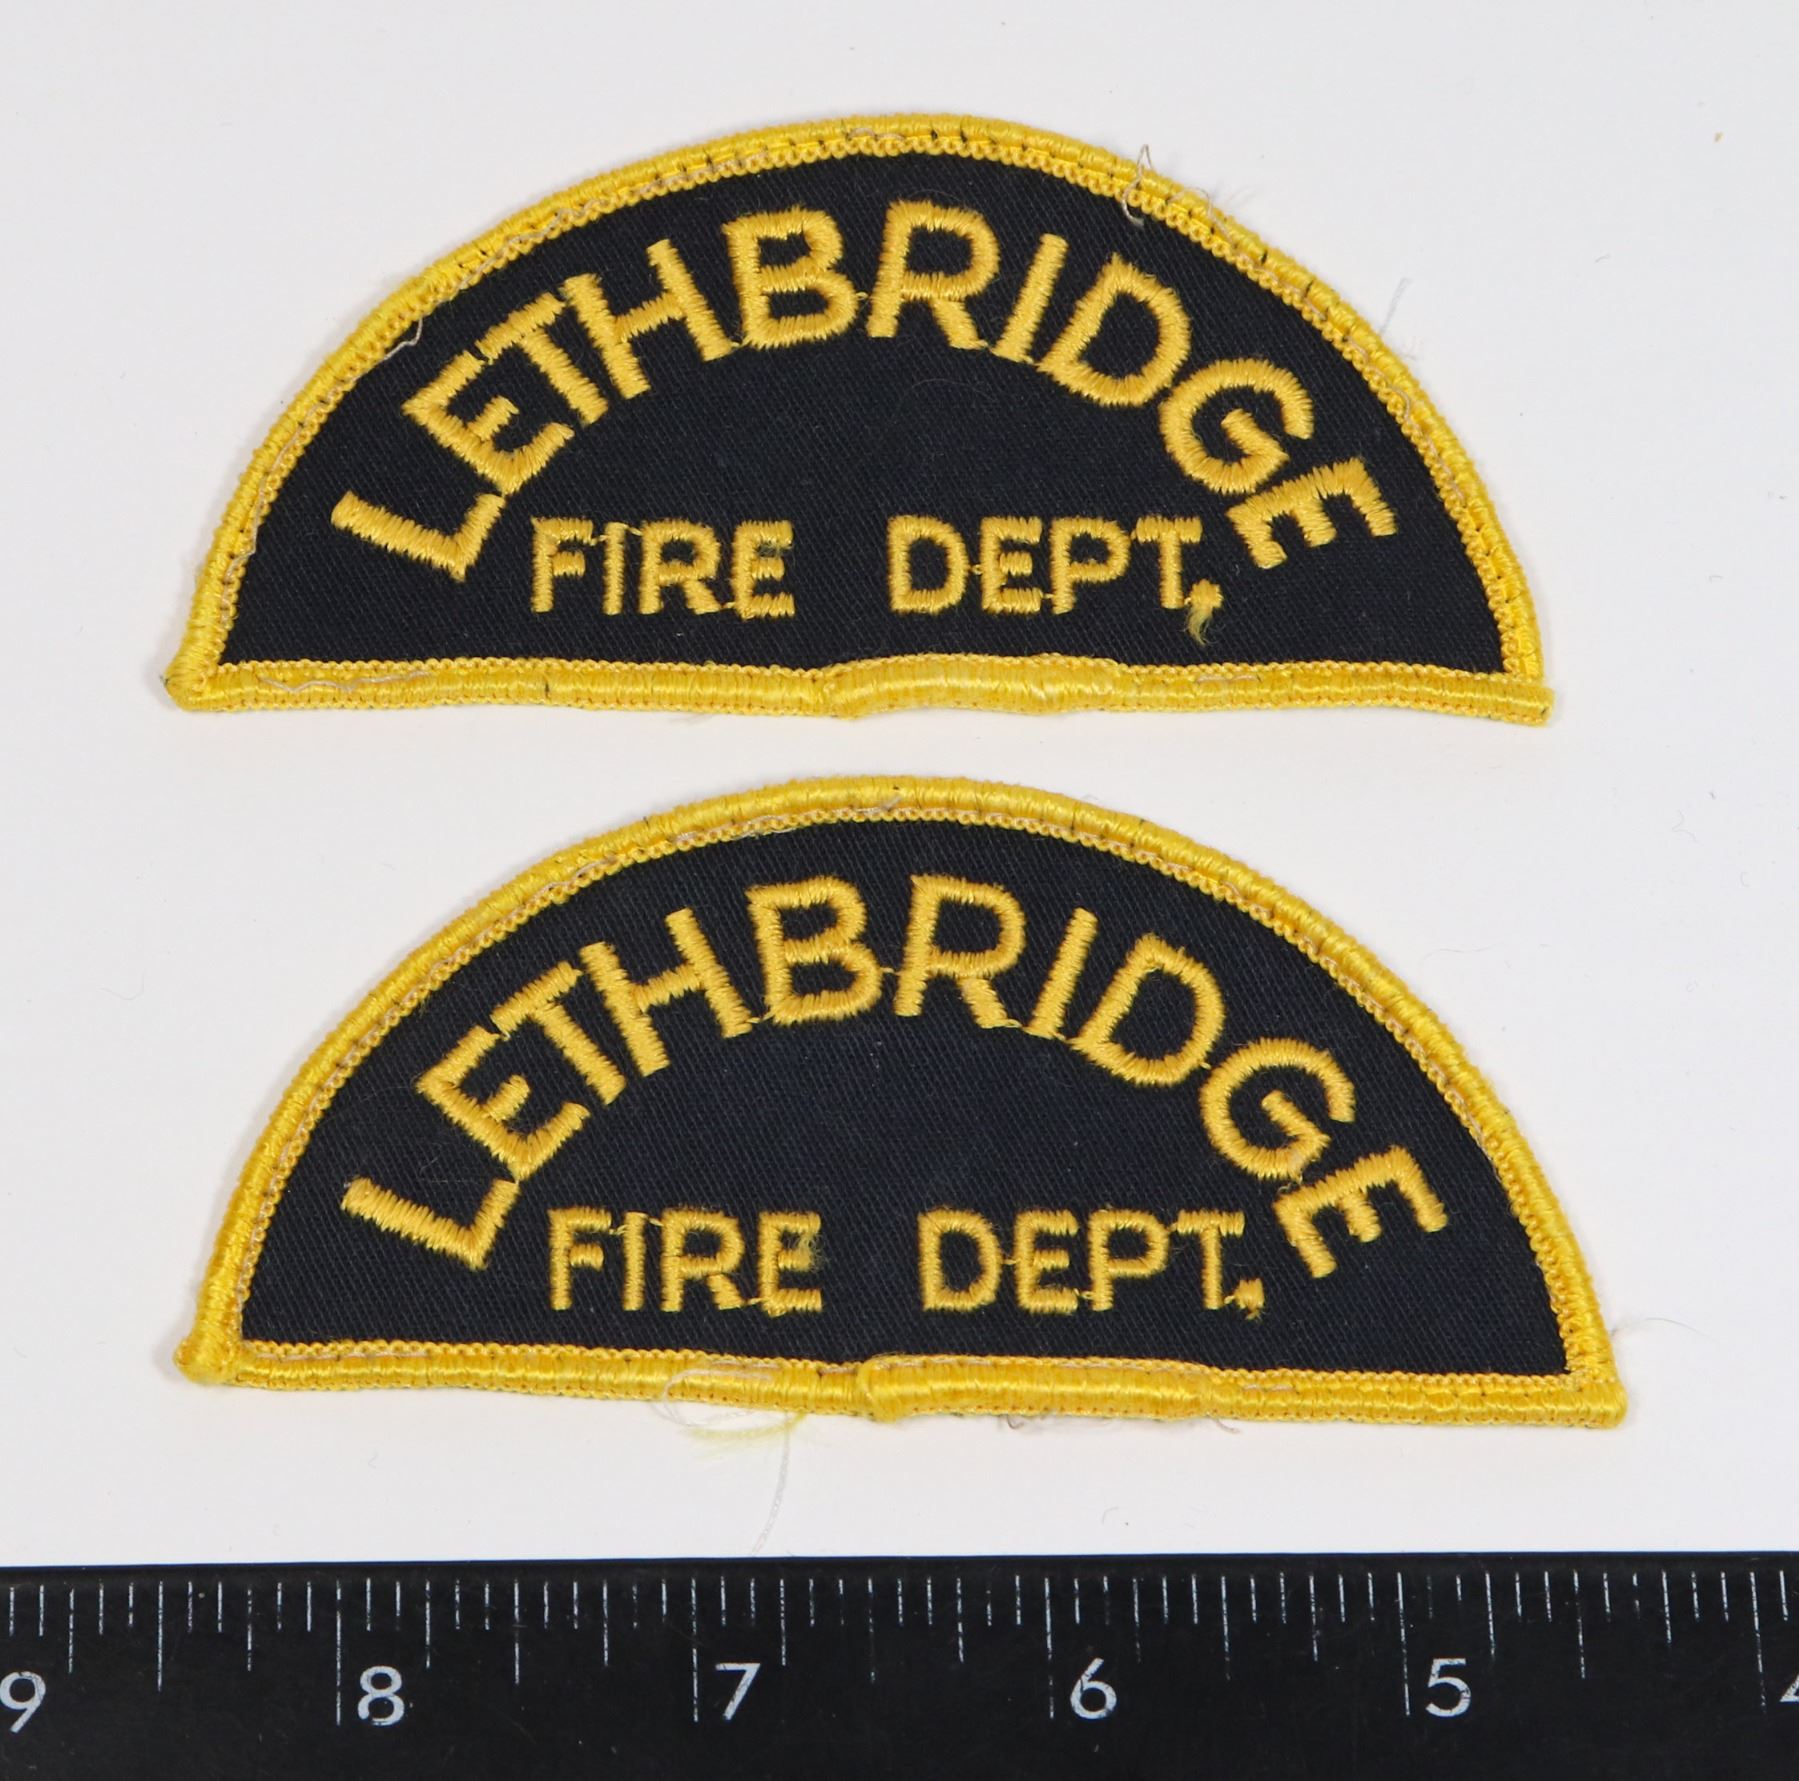 LETHBRIDGE
FIRE DEPT.
LETHBRIDGE
FIRE DEPT.
9 8 7 6 5 4